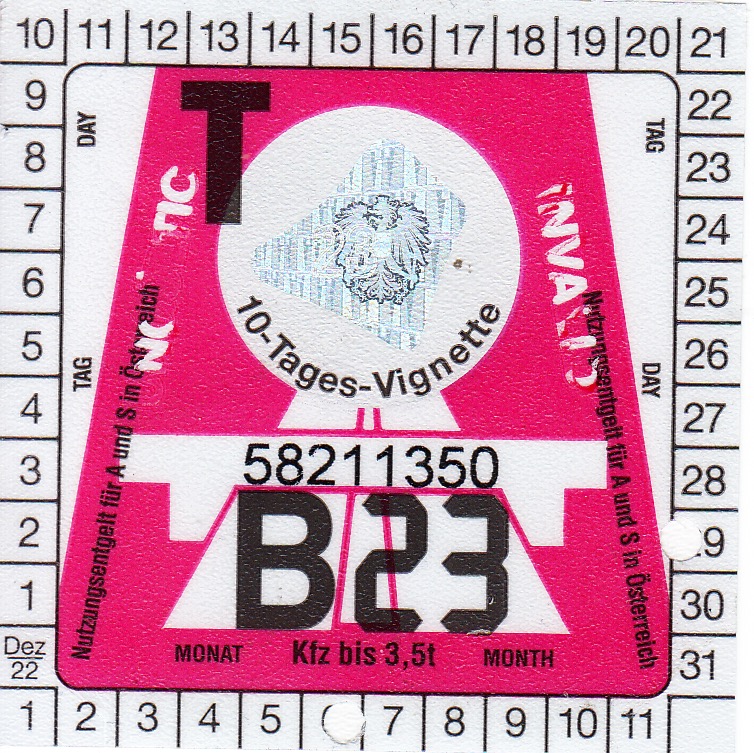 10 11 12 13 14 15 16 17 18 19 20 21
9 22
8 23
7 24
6 25
5 26
4 27
3 28
2 9
1 30
Dez
22
31
1 2 3 4 5 7 8 9 10 11
T
DAY
TAG
TAG
DAY
10-Tages-Vignette
Nutzungsentgelt für A und S in Österreich
Nutzungsentgelt für A und S in Österreich
58211350
B23
MONAT Kfz bis 3,5t MONTH